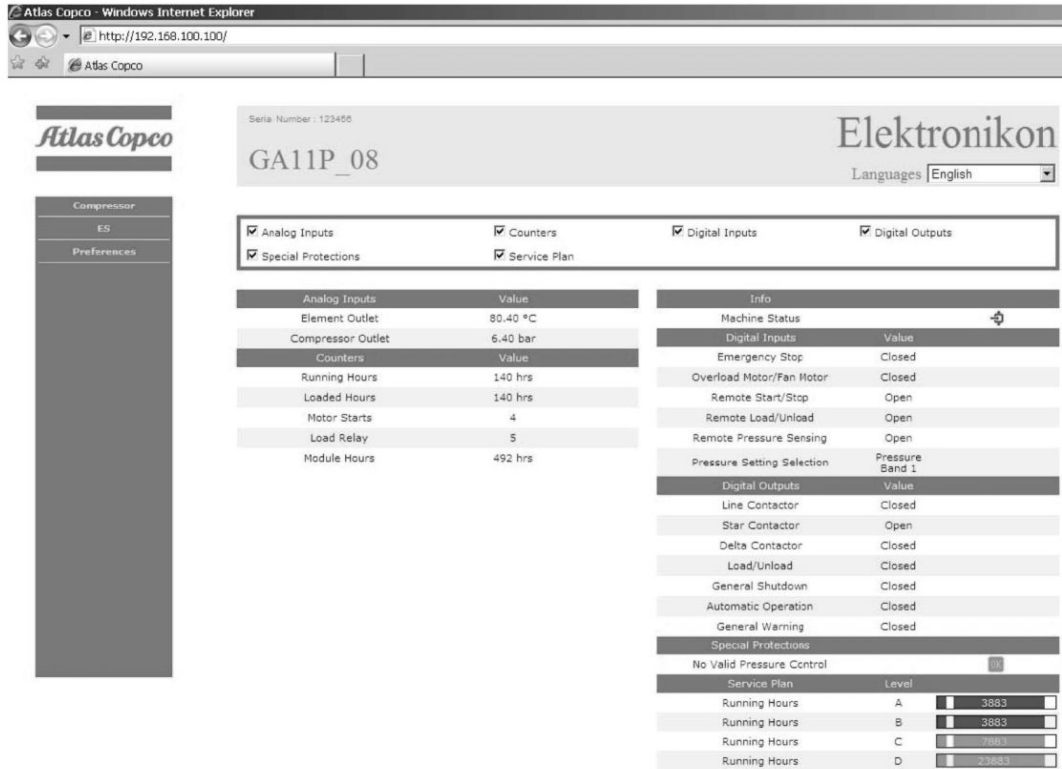 Atlas Copco - Windows Internet Explorer
http://192.168.100.100/
Atlas Copco
Atlas Copco
Serial Number : 123456
GA11P_08
Elektronikon
Languages English
Compressor
ES
Preferences
Analog Inputs Counters Digital Inputs Digital Outputs
Special Protections Service Plan
Analog Inputs Value
Element Outlet 80.40 °C
Compressor Outlet 6.40 bar
Counters Value
Running Hours 140 hrs
Loaded Hours 140 hrs
Motor Starts 4
Load Relay 5
Module Hours 492 hrs
Info
Machine Status
Digital Inputs Value
Emergency Stop Closed
Overload Motor/Fan Motor Closed
Remote Start/Stop Open
Remote Load/Unload Open
Remote Pressure Sensing Open
Pressure Setting Selection Pressure
Band 1
Digital Outputs Value
Line Contactor Closed
Star Contactor Open
Delta Contactor Closed
Load/Unload Closed
General Shutdown Closed
Automatic Operation Closed
General Warning Closed
Special Protections
No Valid Pressure Control OK
Service Plan Level
Running Hours A 3883
Running Hours B 3883
Running Hours C 7883
Running Hours D 23883